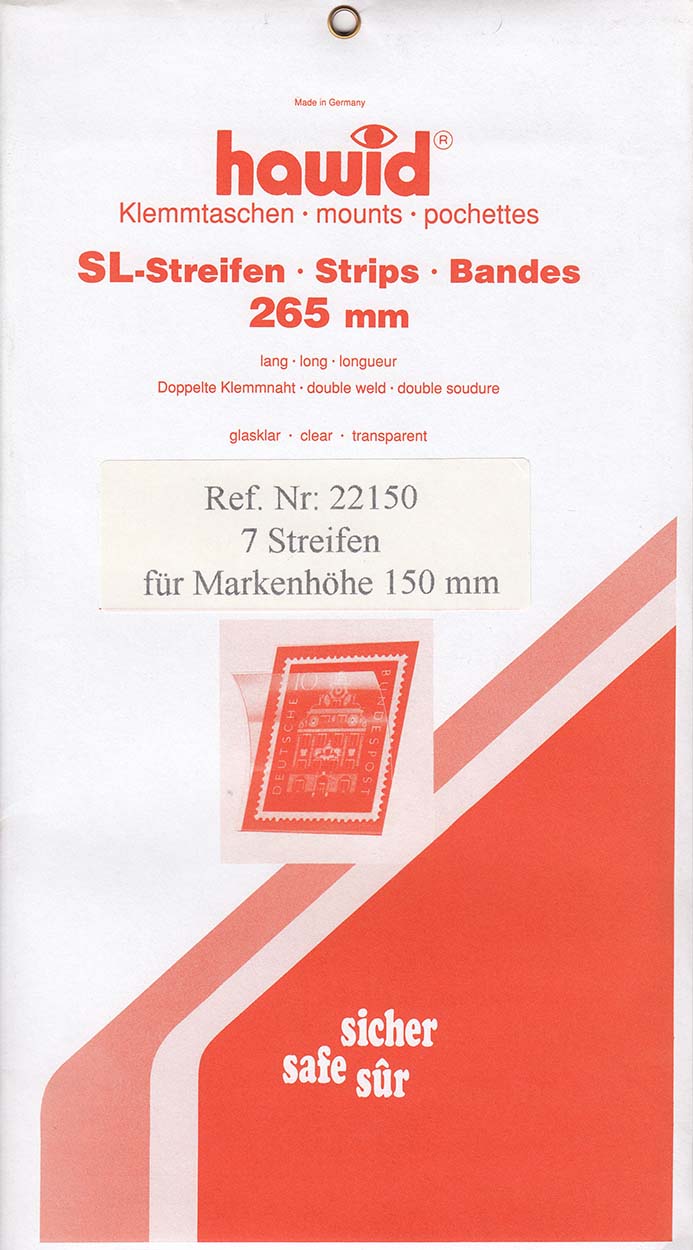 Made in Germany
hawid®
Klemmtaschen · mounts · pochettes
SL-Streifen · Strips · Bandes
265 mm
lang · long · longueur
Doppelte Klemmnaht · double weld · double soudure
glasklar · clear · transparent
Ref. Nr: 22150
7 Streifen
für Markenhöhe 150 mm
10
DEUTSCHE
BUNDESPOST
sicher
safe sûr